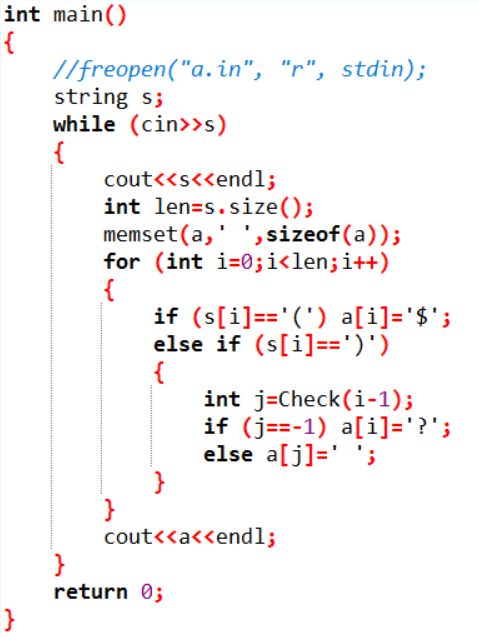 int main()
{
    //freopen("a.in", "r", stdin);
    string s;
    while (cin>>s)
    {
        cout<<s<<endl;
        int len=s.size();
        memset(a,' ',sizeof(a));
        for (int i=0;i<len;i++)
        {
            if (s[i]=='(') a[i]='$';
            else if (s[i]==')')
            {
                int j=Check(i-1);
                if (j==-1) a[i]='?';
                else a[j]=' ';
            }
        }
        cout<<a<<endl;
    }
    return 0;
}